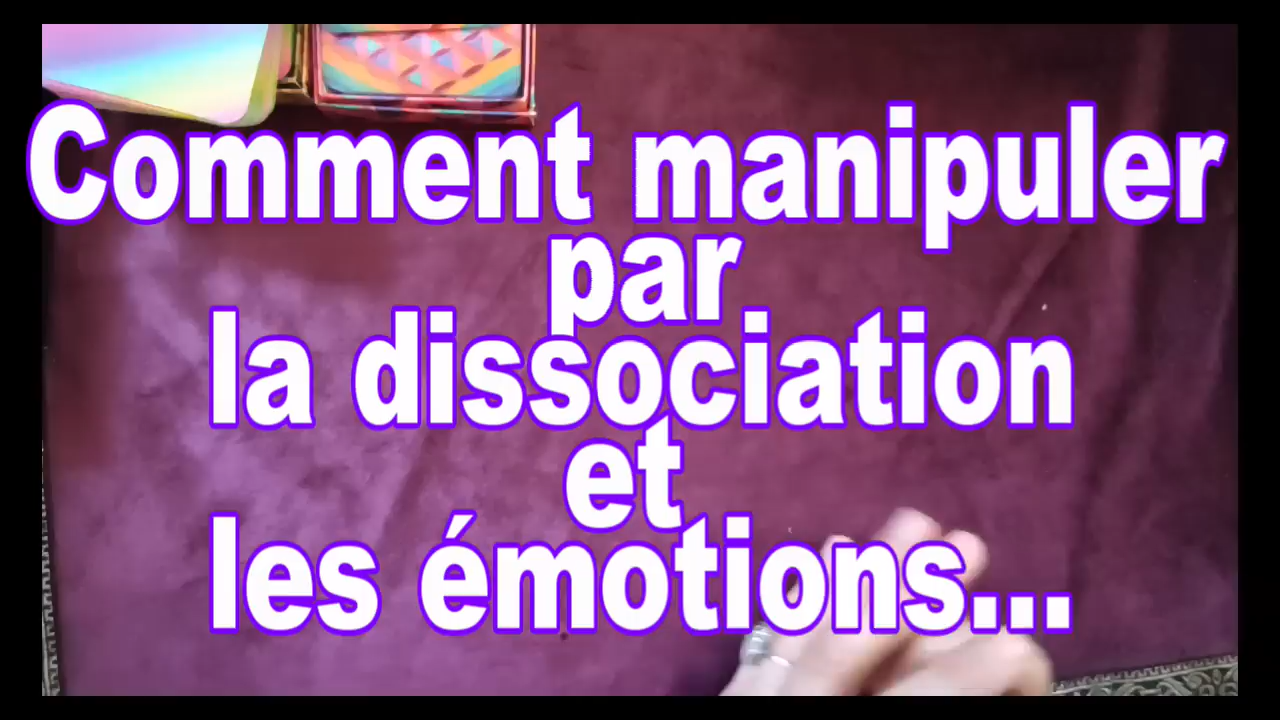 Comment manipuler
par
la dissociation
et
les émotions...